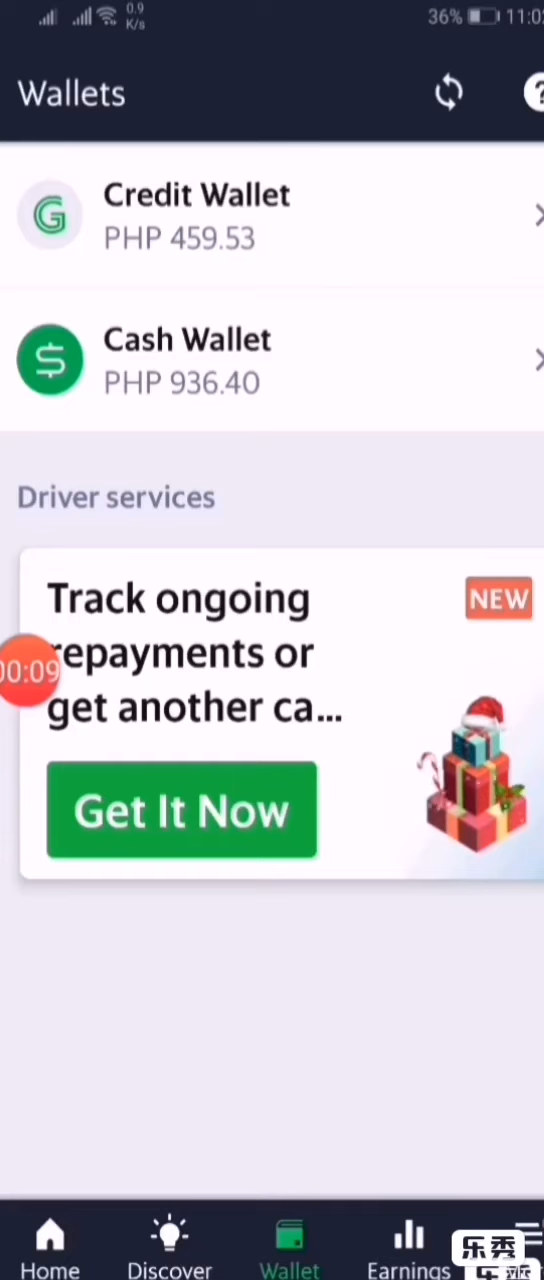 0.9
K/s
36%
11:0
Wallets
?
G
Credit Wallet
PHP 459.53
$
Cash Wallet
PHP 936.40
Driver services
Track ongoing
NEW
repayments or
00:09
get another ca...
Get It Now
Home
Discover
Wallet
Earnings
乐秀